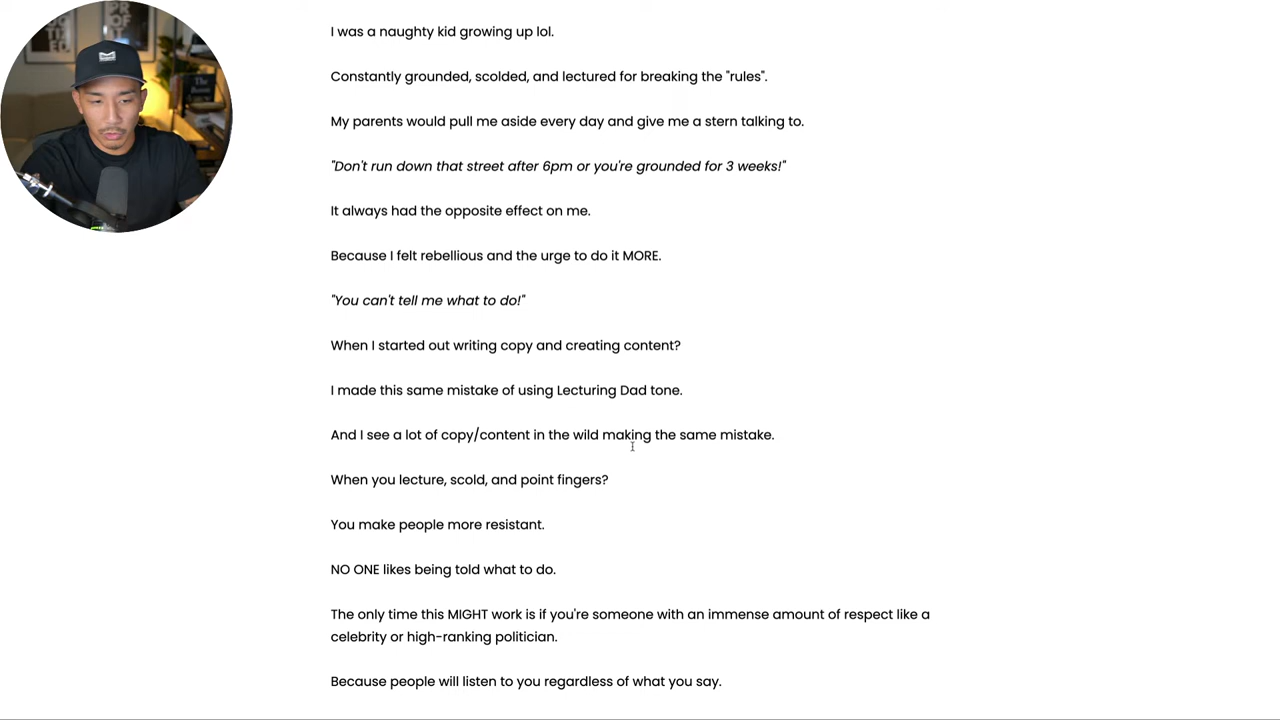 I was a naughty kid growing up lol.
Constantly grounded, scolded, and lectured for breaking the "rules".
My parents would pull me aside every day and give me a stern talking to.
"Don't run down that street after 6pm or you're grounded for 3 weeks!"
It always had the opposite effect on me.
Because I felt rebellious and the urge to do it MORE.
"You can't tell me what to do!"
When I started out writing copy and creating content?
I made this same mistake of using Lecturing Dad tone.
And I see a lot of copy/content in the wild making the same mistake.
When you lecture, scold, and point fingers?
You make people more resistant.
NO ONE likes being told what to do.
The only time this MIGHT work is if you're someone with an immense amount of respect like a
celebrity or high-ranking politician.
Because people will listen to you regardless of what you say.